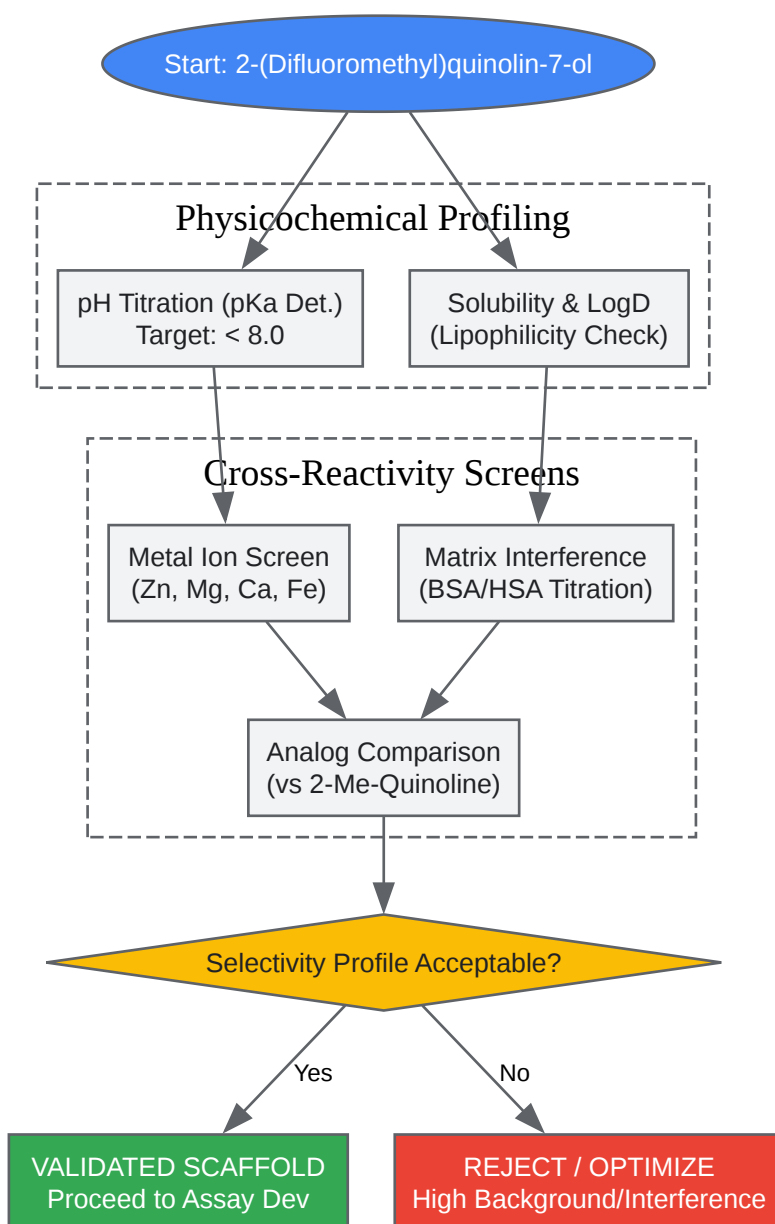 Start: 2-(Difluoromethyl)quinolin-7-ol
Physicochemical Profiling
pH Titration (pKa Det.)
Target: < 8.0
Solubility & LogD
(Lipophilicity Check)
Cross-Reactivity Screens
Metal Ion Screen
(Zn, Mg, Ca, Fe)
Matrix Interference
(BSA/HSA Titration)
Analog Comparison
(vs 2-Me-Quinoline)
Selectivity Profile Acceptable?
Yes
No
VALIDATED SCAFFOLD
Proceed to Assay Dev
REJECT / OPTIMIZE
High Background/Interference